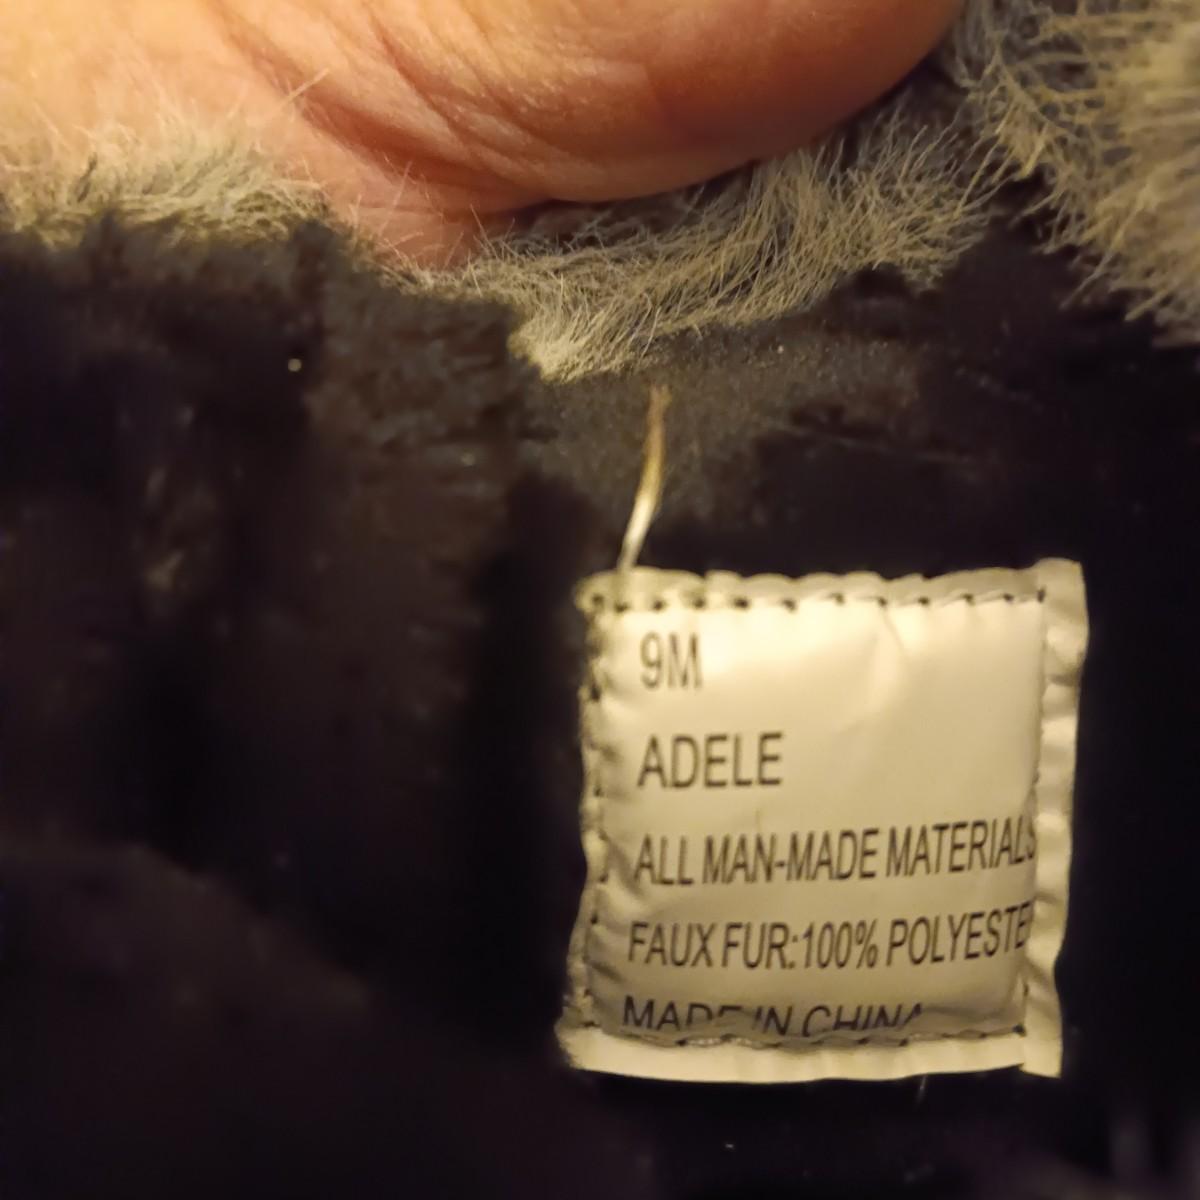 9M
ADELE
ALL MAN-MADE MATERIALS
FAUX FUR:100% POLYESTER
MADE IN CHINA